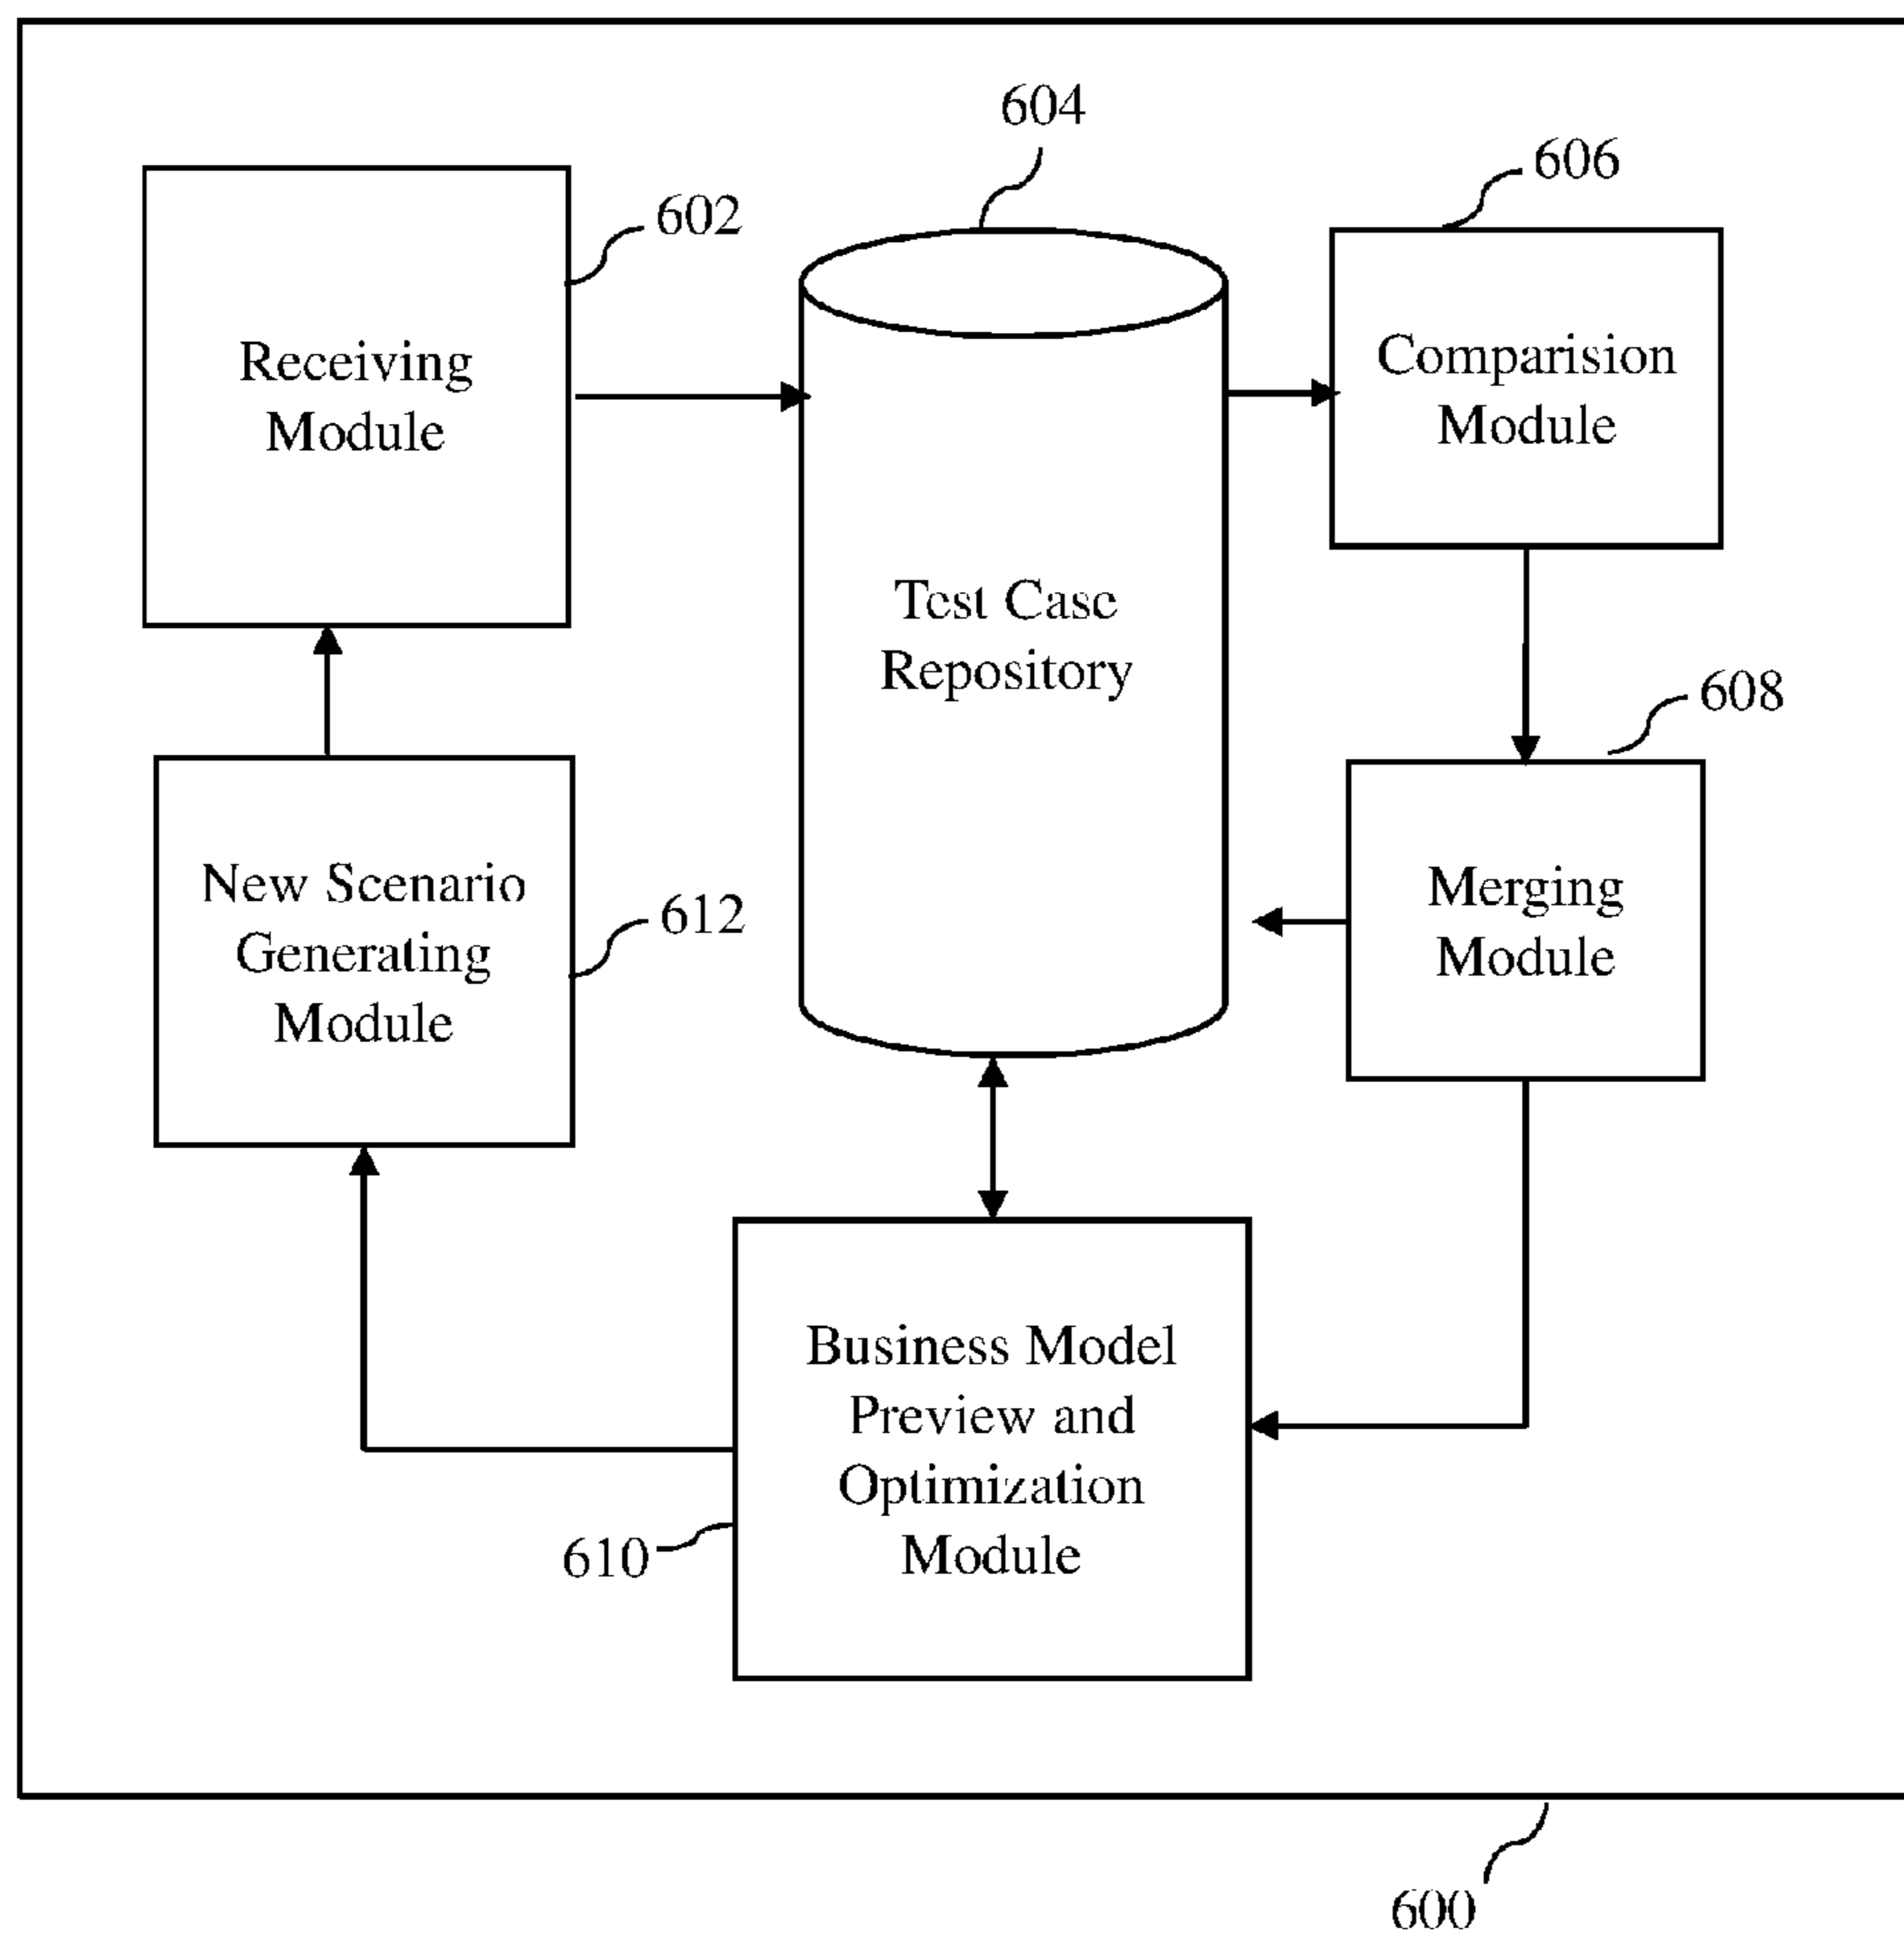 604
606
602
Receiving
Module
Comparision
Module
Test Case
Repository
608
New Scenario
Generating
Module
612
Merging
Module
Business Model
Preview and
Optimization
Module
610
600